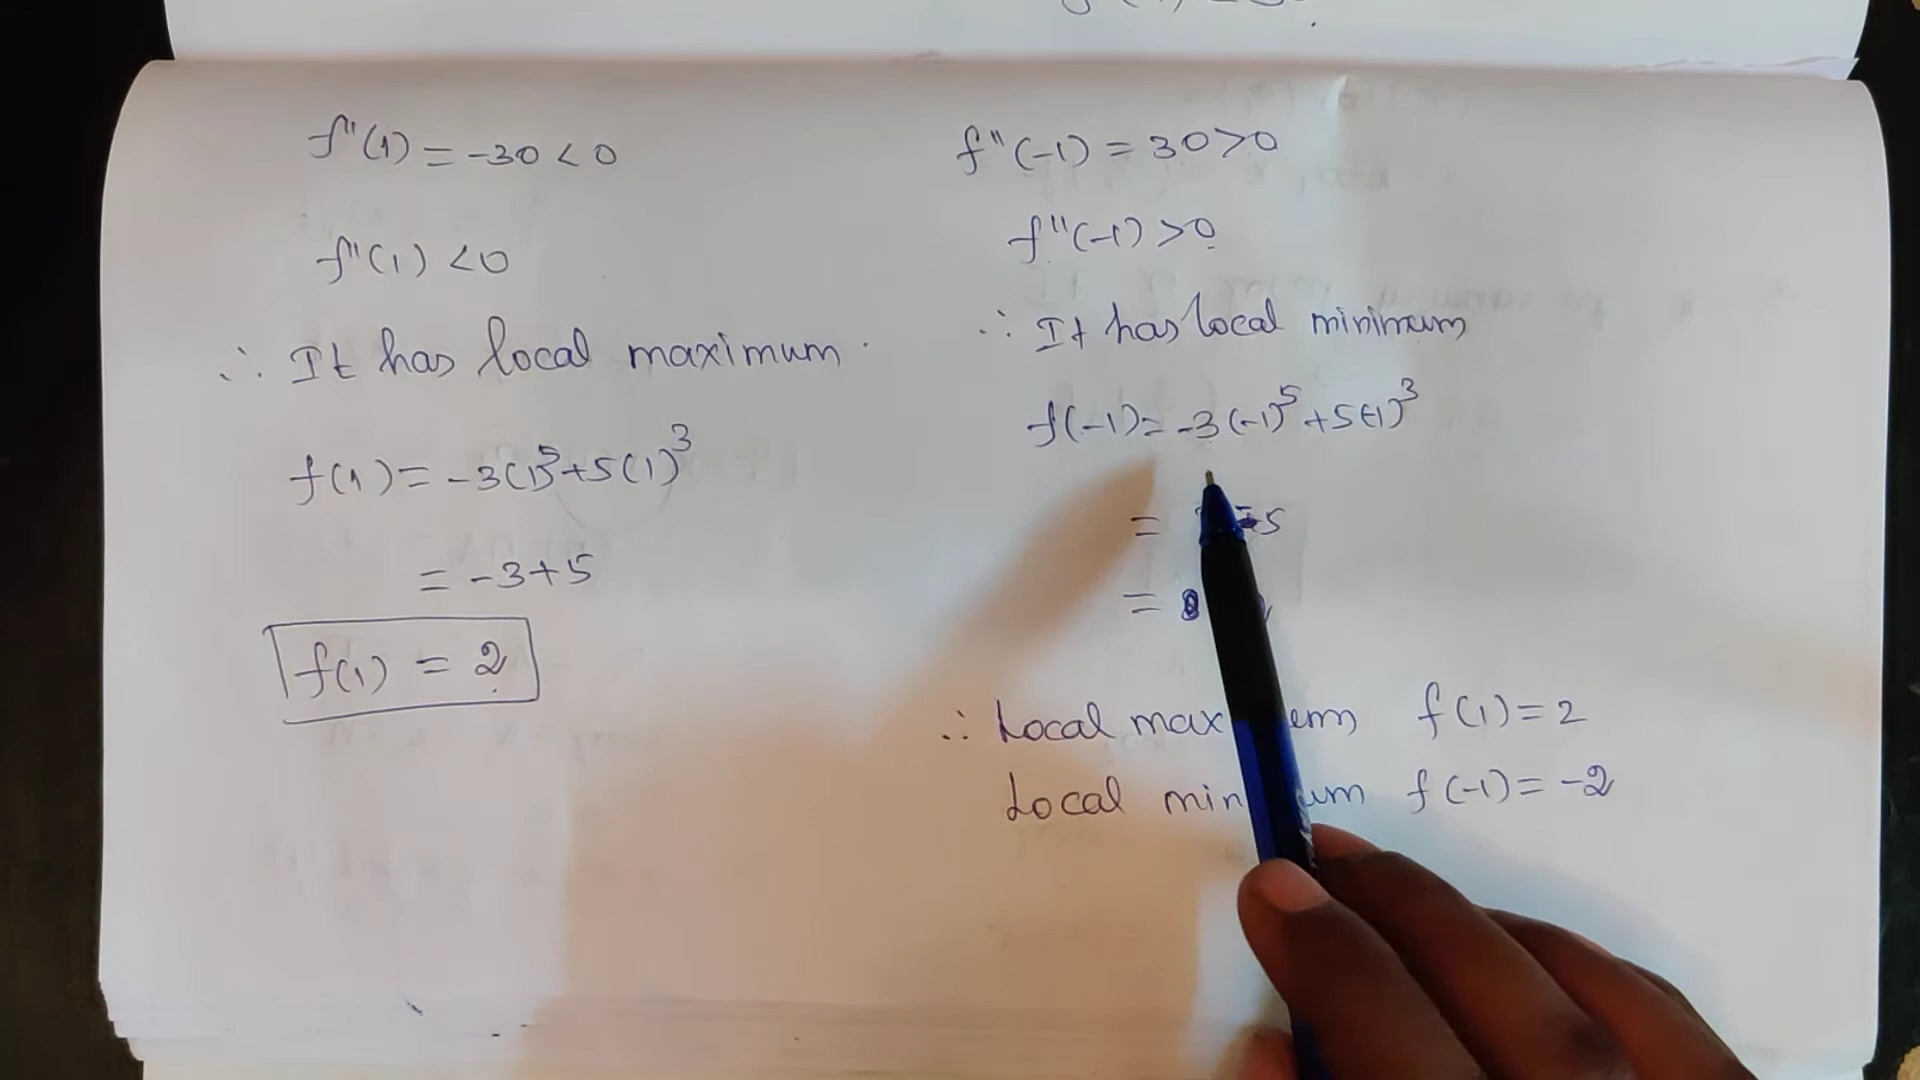 f''(1) = -30 < 0
f''(1) < 0
∴ It has local maximum.
f(1) = -3(1)⁵+5(1)³
= -3+5
f(1) = 2
f''(-1) = 30 > 0
f''(-1) > 0
∴ It has local minimum
f(-1) = -3(-1)⁵+5(-1)³
= -5
=
∴ Local f(1) = 2
Local f(-1) = -2